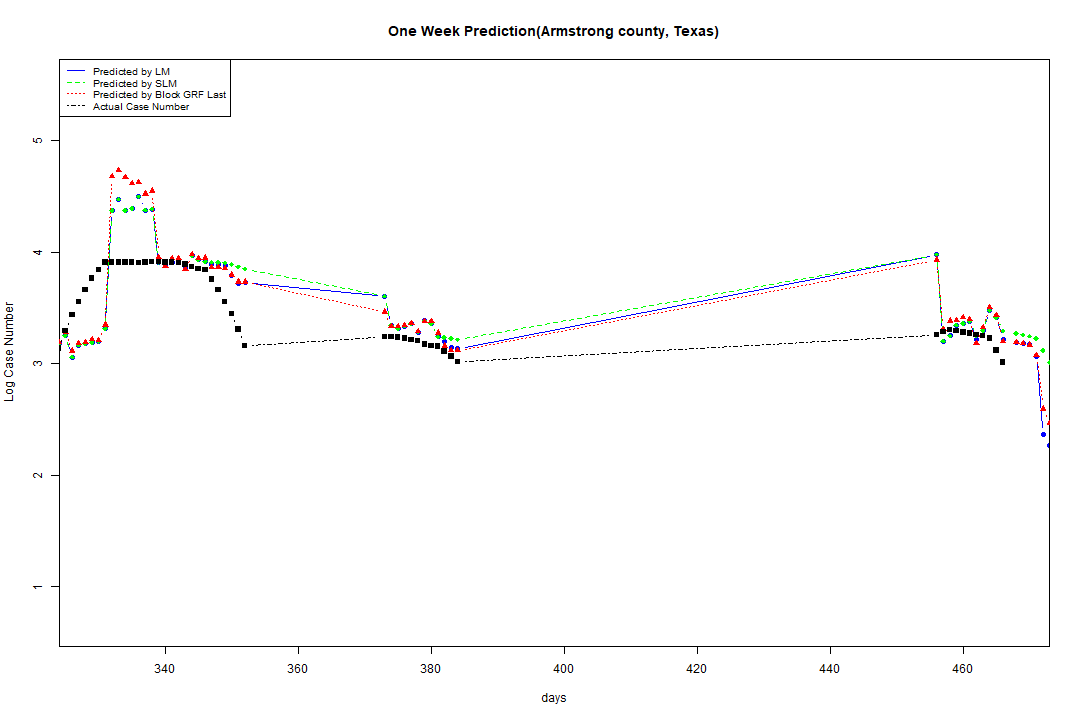 One Week Prediction(Armstrong county, Texas)
Predicted by LM
Predicted by SLM
Predicted by Block GRF Last
Actual Case Number
5
4
3
2
1
Log Case Number
340 360 380 400 420 440 460
days